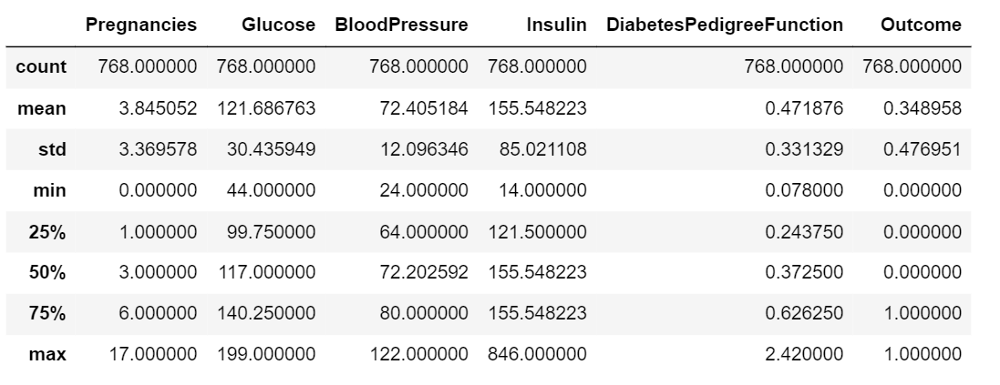 Pregnancies Glucose BloodPressure Insulin DiabetesPedigreeFunction Outcome
count 768.000000 768.000000 768.000000 768.000000 768.000000 768.000000
mean 3.845052 121.686763 72.405184 155.548223 0.471876 0.348958
std 3.369578 30.435949 12.096346 85.021108 0.331329 0.476951
min 0.000000 44.000000 24.000000 14.000000 0.078000 0.000000
25% 1.000000 99.750000 64.000000 121.500000 0.243750 0.000000
50% 3.000000 117.000000 72.202592 155.548223 0.372500 0.000000
75% 6.000000 140.250000 80.000000 155.548223 0.626250 1.000000
max 17.000000 199.000000 122.000000 846.000000 2.420000 1.000000